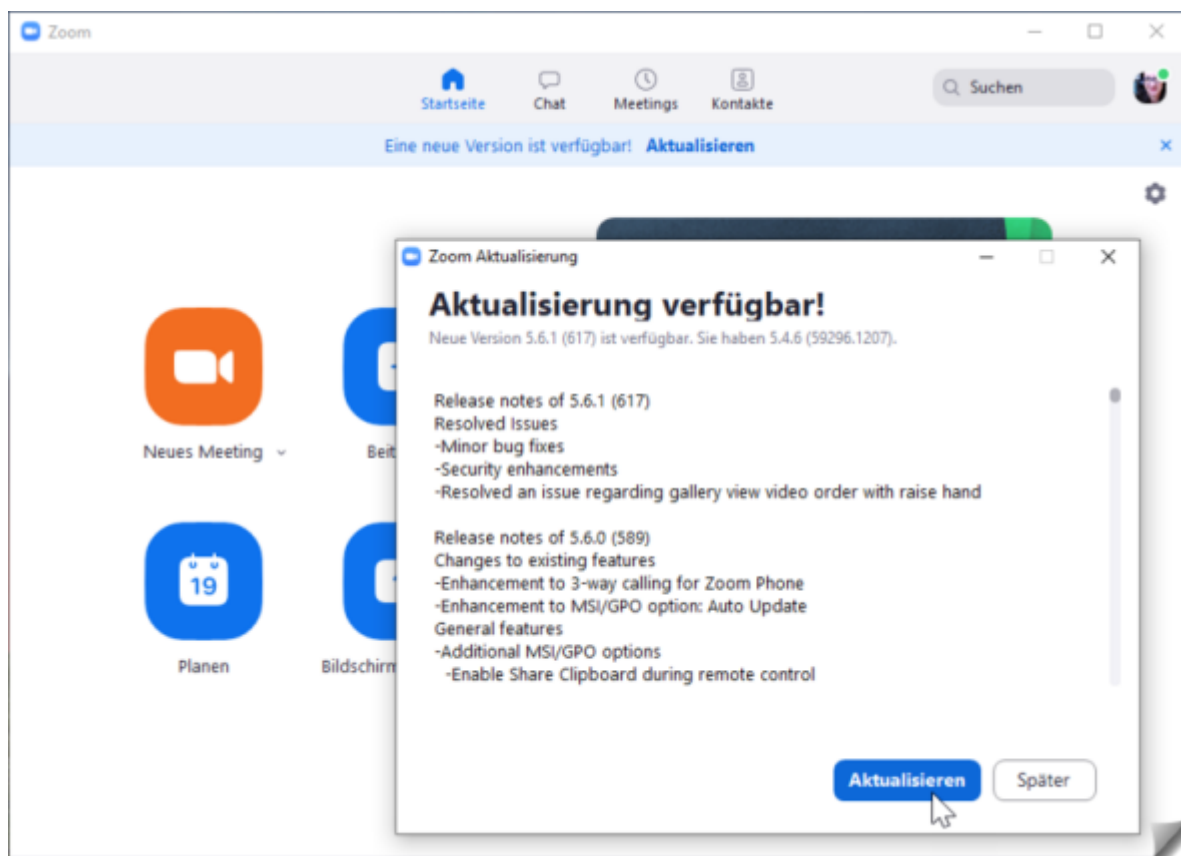 Zoom
Suchen
Startseite Chat Meetings Kontakte
Eine neue Version ist verfügbar! Aktualisieren
Zoom Aktualisierung
Aktualisierung verfügbar!
Neue Version 5.6.1 (617) ist verfügbar. Sie haben 5.4.6 (59296.1207).
Release notes of 5.6.1 (617)
Resolved Issues
-Minor bug fixes
-Security enhancements
-Resolved an issue regarding gallery view video order with raise hand
Release notes of 5.6.0 (589)
Changes to existing features
-Enhancement to 3-way calling for Zoom Phone
-Enhancement to MSI/GPO option: Auto Update
General features
-Additional MSI/GPO options
-Enable Share Clipboard during remote control
Aktualisieren Später
Neues Meeting
Beit
19
Planen
Bildschirm